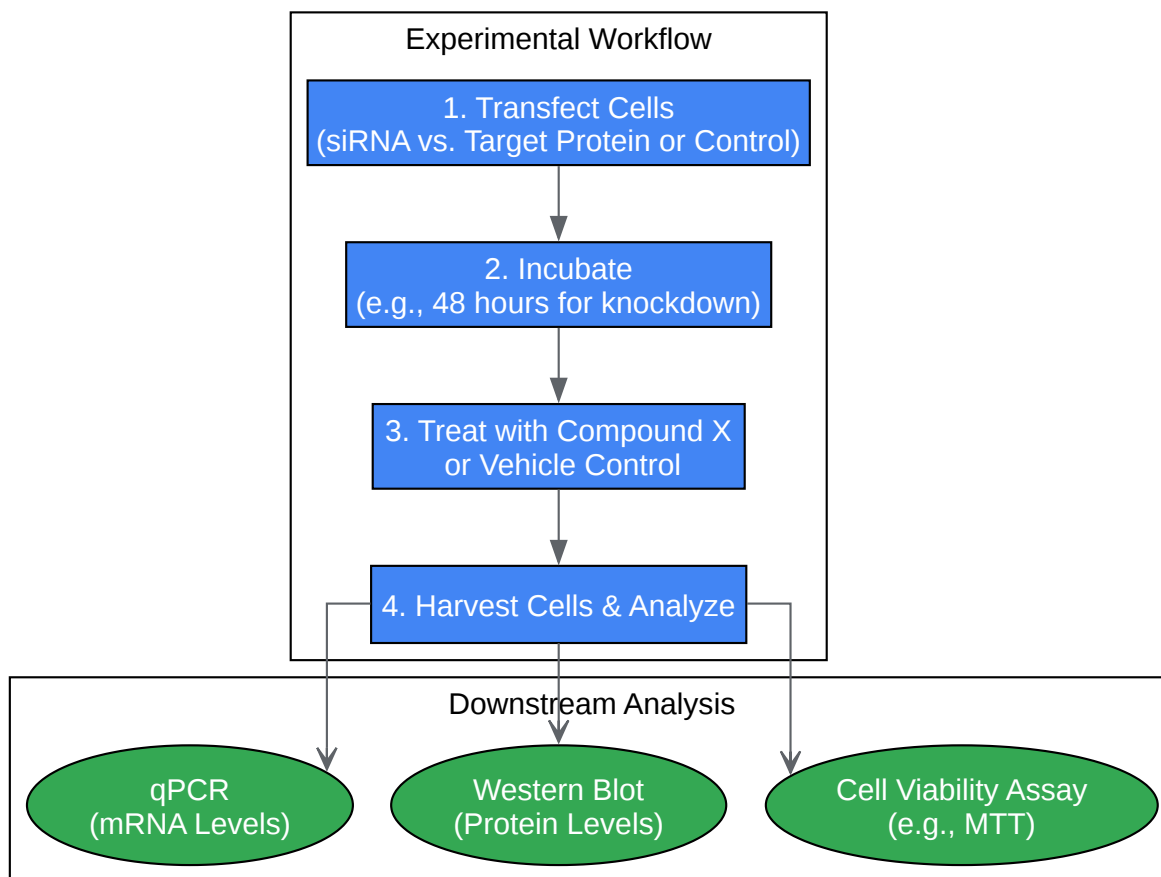 Experimental Workflow
1. Transfect Cells
(siRNA vs. Target Protein or Control)
2. Incubate
(e.g., 48 hours for knockdown)
3. Treat with Compound X
or Vehicle Control
4. Harvest Cells & Analyze
Downstream Analysis
qPCR
(mRNA Levels)
Western Blot
(Protein Levels)
Cell Viability Assay
(e.g., MTT)